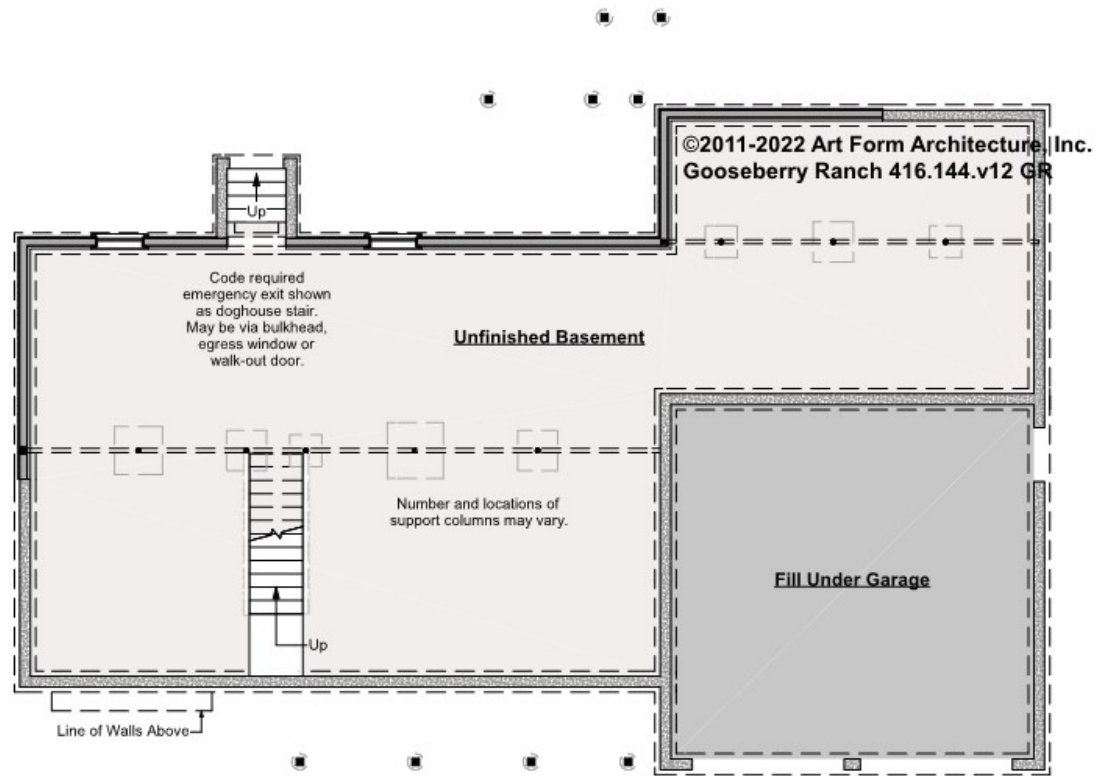 ©2011-2022 Art Form Architecture, Inc.
Gooseberry Ranch 416.144.v12 GR
Up
Code required
emergency exit shown
as doghouse stair.
May be via bulkhead,
egress window or
walk-out door.
Unfinished Basement
Number and locations of
support columns may vary.
Fill Under Garage
Up
Line of Walls Above